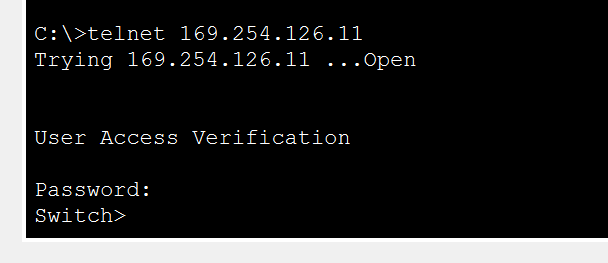 C:\>telnet 169.254.126.11
Trying 169.254.126.11 ...Open
User Access Verification
Password:
Switch>